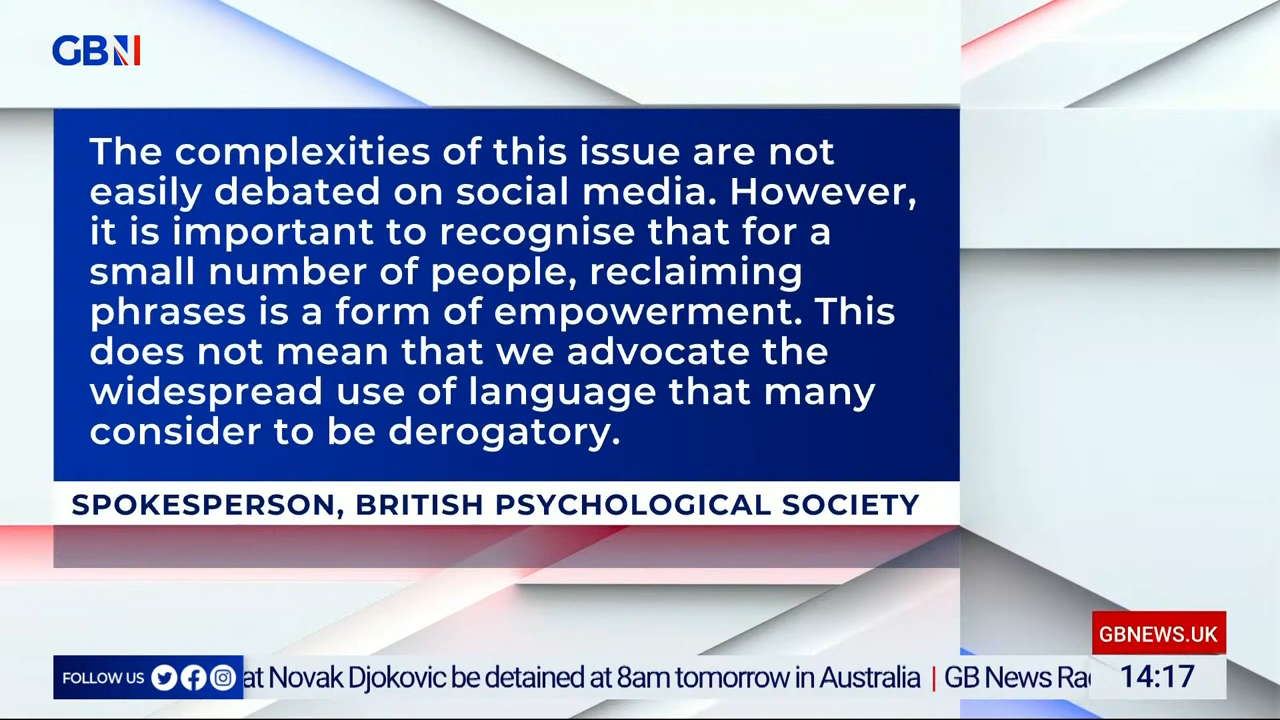 GBN
The complexities of this issue are not
easily debated on social media. However,
it is important to recognise that for a
small number of people, reclaiming
phrases is a form of empowerment. This
does not mean that we advocate the
widespread use of language that many
consider to be derogatory.
SPOKESPERSON, BRITISH PSYCHOLOGICAL SOCIETY
GBNEWS.UK
FOLLOW US at Novak Djokovic be detained at 8am tomorrow in Australia | GB News 14:17